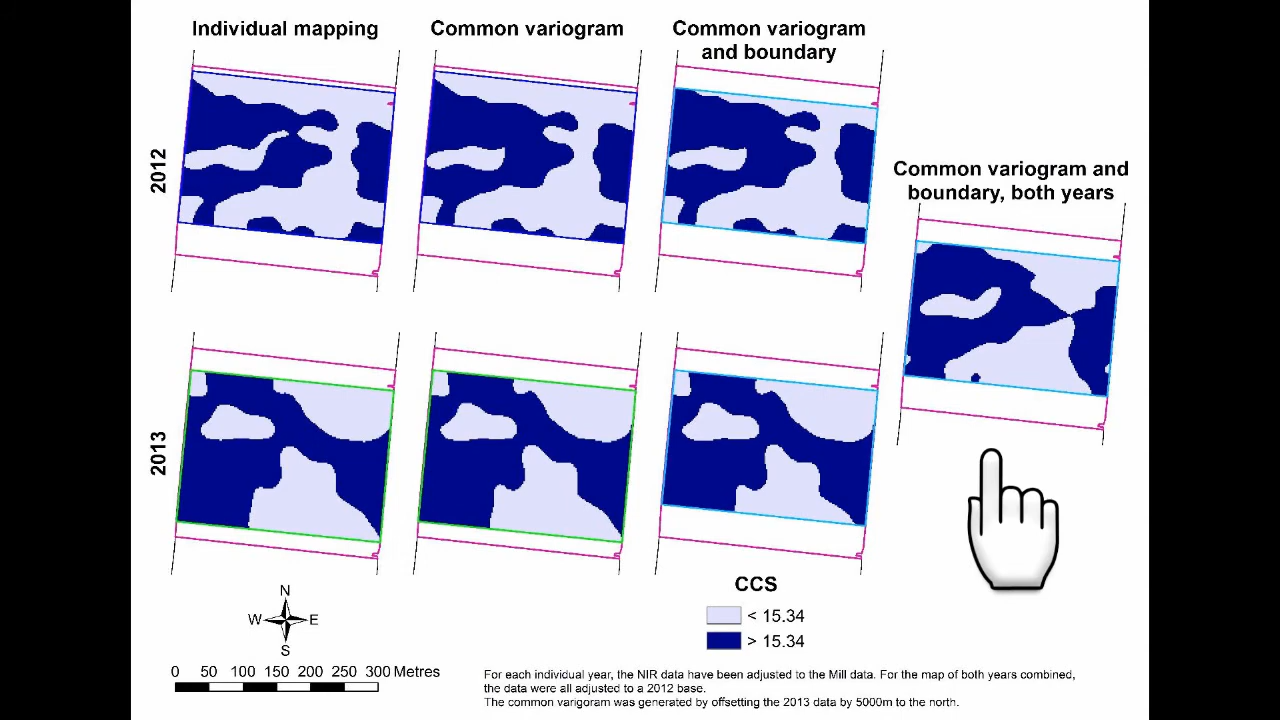 Individual mapping
Common variogram
Common variogram
and boundary
Common variogram and
boundary, both years
2012
2013
N
W E
S
0 50 100 150 200 250 300 Metres
CCS
< 15.34
> 15.34
For each individual year, the NIR data have been adjusted to the Mill data. For the map of both years combined,
the data were all adjusted to a 2012 base.
The common varigoram was generated by offsetting the 2013 data by 5000m to the north.